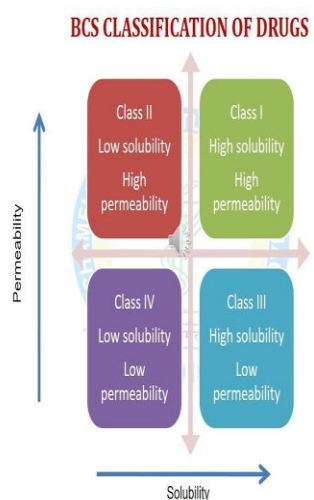 BCS CLASSIFICATION OF DRUGS
Class II
Low solubility
High
permeability
Class I
High solubility
High
permeability
Permeability
Class IV
Low solubility
Low
permeability
Class III
High solubility
Low
permeability
Solubility